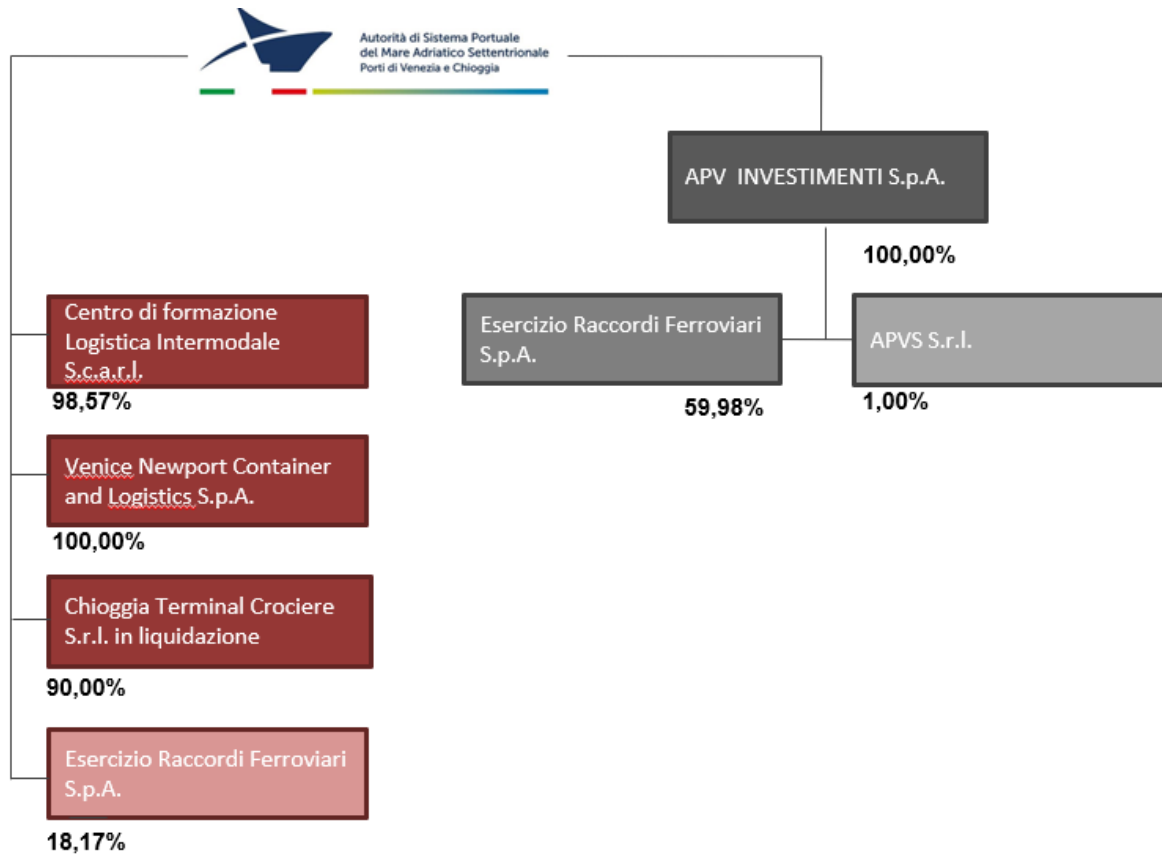 Autorità di Sistema Portuale
del Mare Adriatico Settentrionale
Porti di Venezia e Chioggia
APV INVESTIMENTI S.p.A.
100,00%
Centro di formazione
Logistica Intermodale
S.c.a.r.l.
98,57%
Esercizio Raccordi Ferroviari
S.p.A.
59,98%
APVS S.r.l.
1,00%
Venice Newport Container
and Logistics S.p.A.
100,00%
Chioggia Terminal Crociere
S.r.l. in liquidazione
90,00%
Esercizio Raccordi Ferroviari
S.p.A.
18,17%